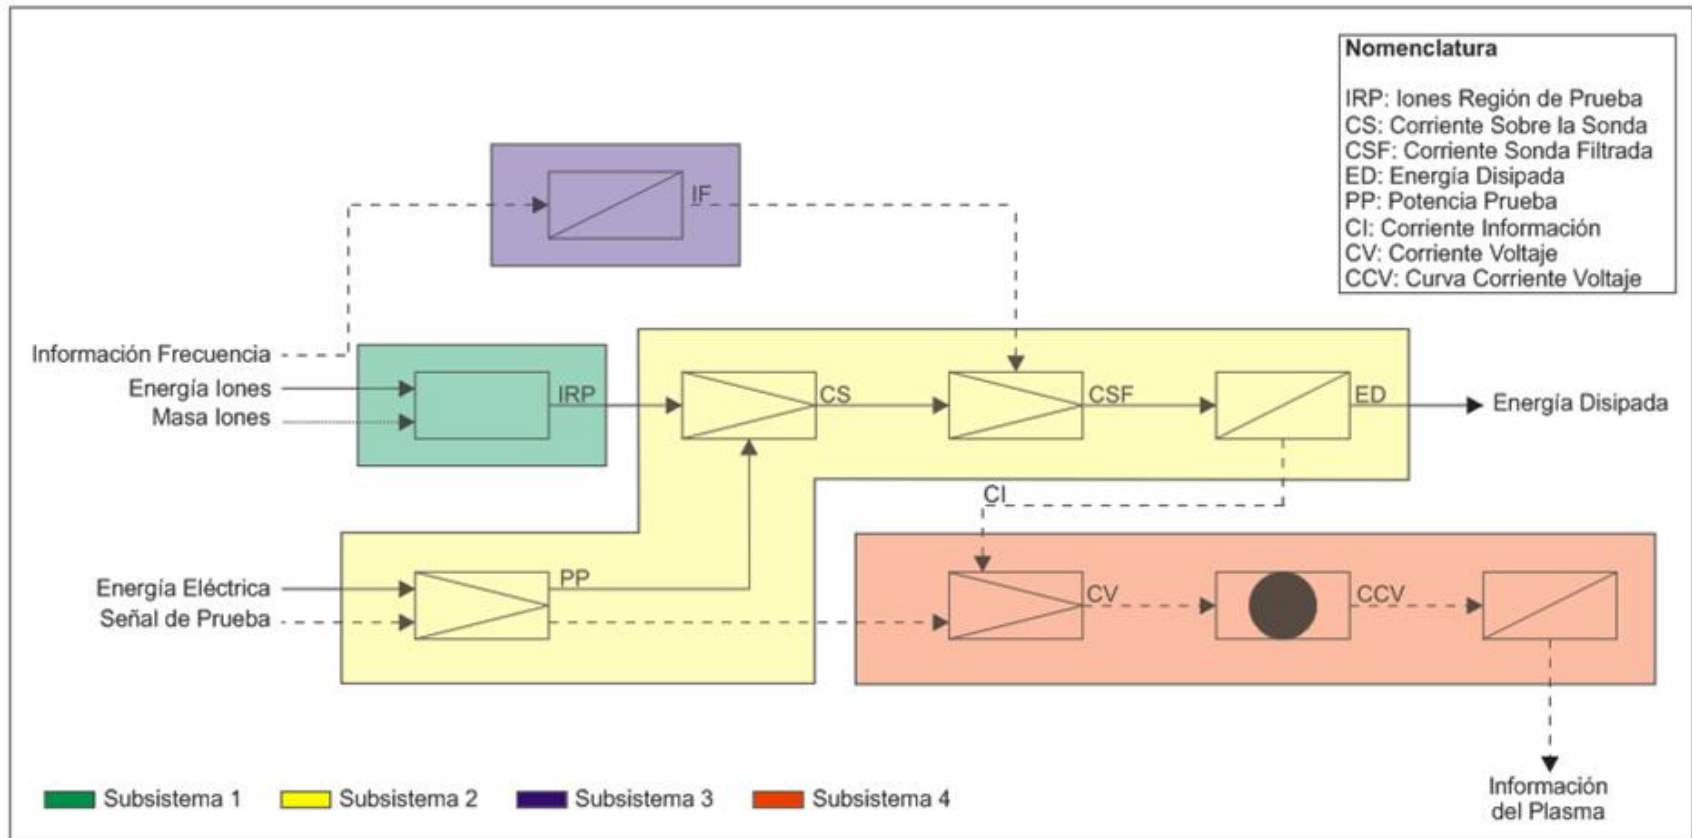 Nomenclatura
IRP: Iones Región de Prueba
CS: Corriente Sobre la Sonda
CSF: Corriente Sonda Filtrada
ED: Energía Disipada
PP: Potencia Prueba
CI: Corriente Información
CV: Corriente Voltaje
CCV: Curva Corriente Voltaje
IF
Información Frecuencia
Energía Iones
Masa Iones
IRP
CS
CSF
ED
Energía Disipada
CI
Energía Eléctrica
Señal de Prueba
PP
CV
CCV
Información
del Plasma
Subsistema 1
Subsistema 2
Subsistema 3
Subsistema 4